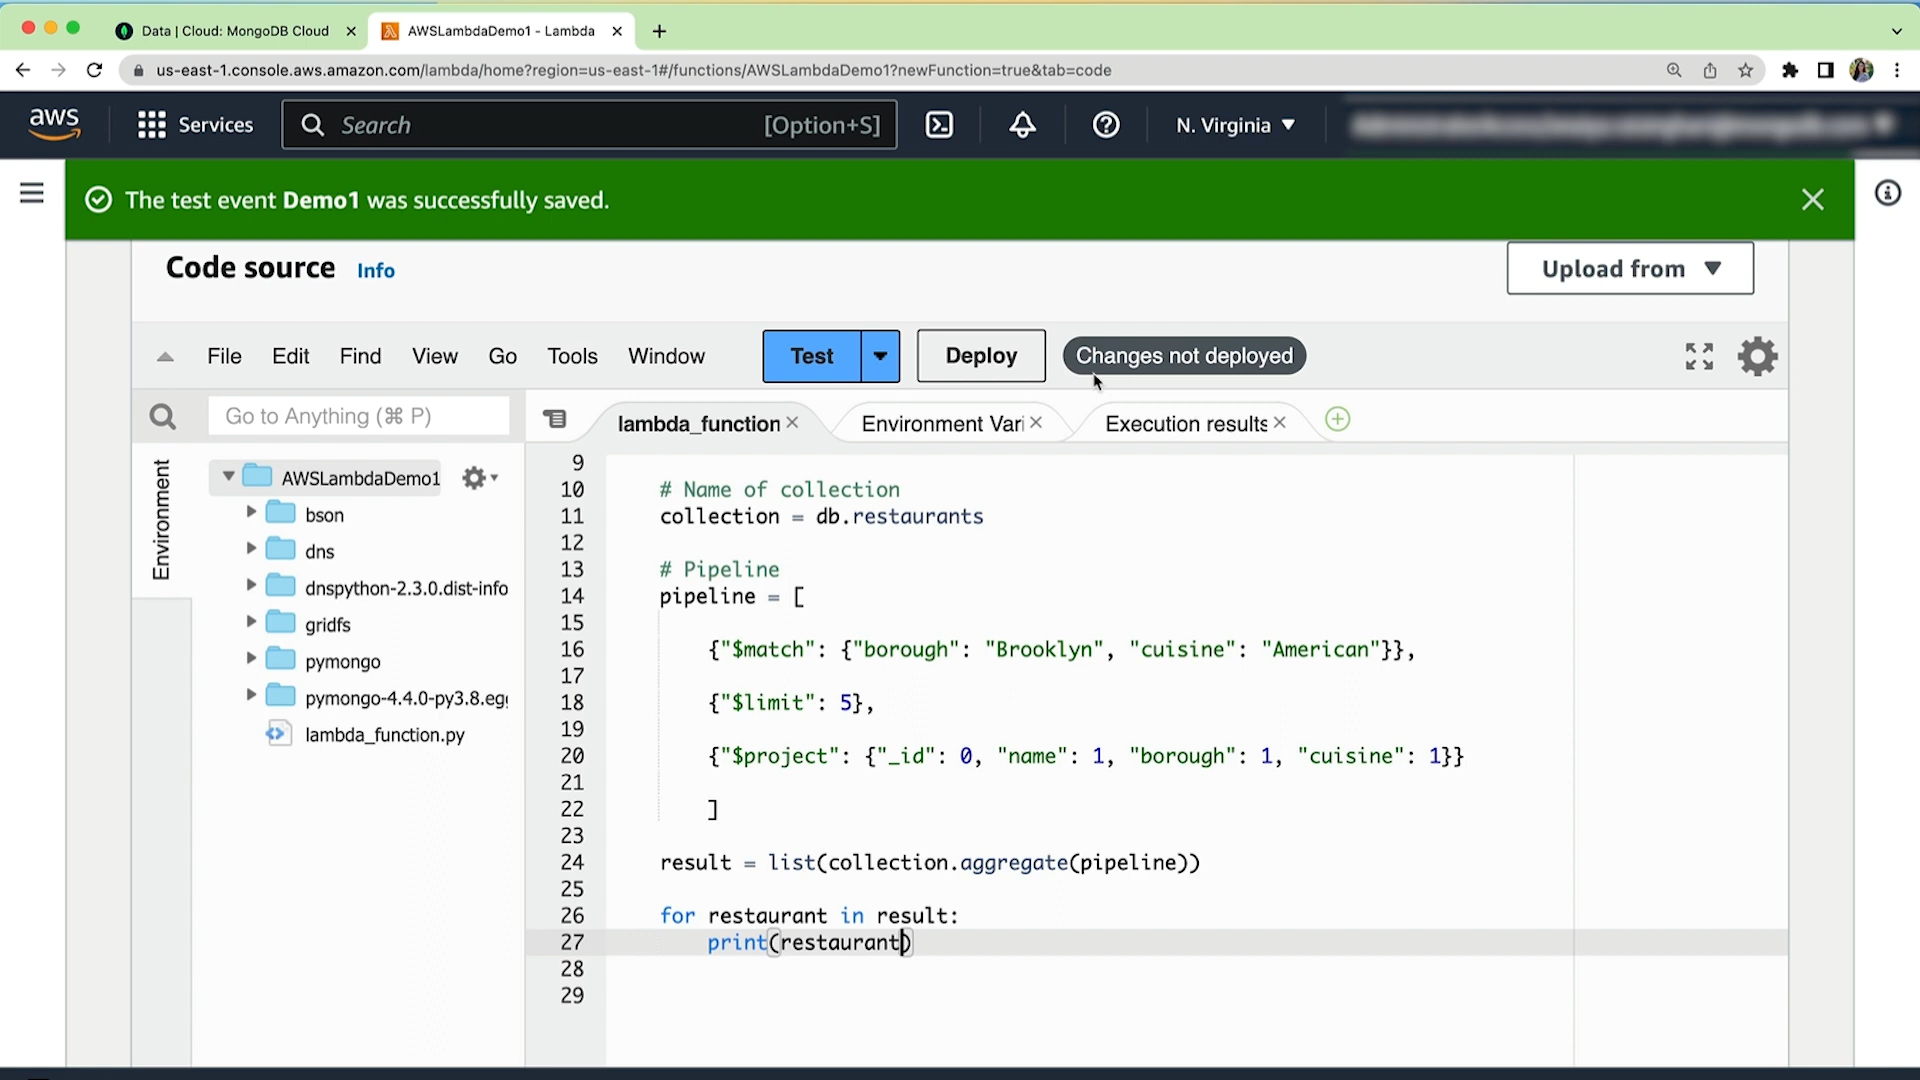 Data | Cloud: MongoDB Cloud
AWSLambdaDemo1 - Lambda
us-east-1.console.aws.amazon.com/lambda/home?region=us-east-1#/functions/AWSLambdaDemo1?newFunction=true&tab=code
aws
Services
Search
[Option+S]
N. Virginia
The test event Demo1 was successfully saved.
Code source
Info
Upload from
File
Edit
Find
View
Go
Tools
Window
Test
Deploy
Changes not deployed
Go to Anything (⌘ P)
lambda_function
Environment Vari
Execution results
Environment
AWSLambdaDemo1
bson
dns
dnspython-2.3.0.dist-info
gridfs
pymongo
pymongo-4.4.0-py3.8.egg
lambda_function.py
9
10 # Name of collection
11 collection = db.restaurants
12
13 # Pipeline
14 pipeline = [
15
16 {"$match": {"borough": "Brooklyn", "cuisine": "American"}},
17
18 {"$limit": 5},
19
20 {"$project": {"_id": 0, "name": 1, "borough": 1, "cuisine": 1}}
21
22 ]
23
24 result = list(collection.aggregate(pipeline))
25
26 for restaurant in result:
27 print(restaurant)
28
29